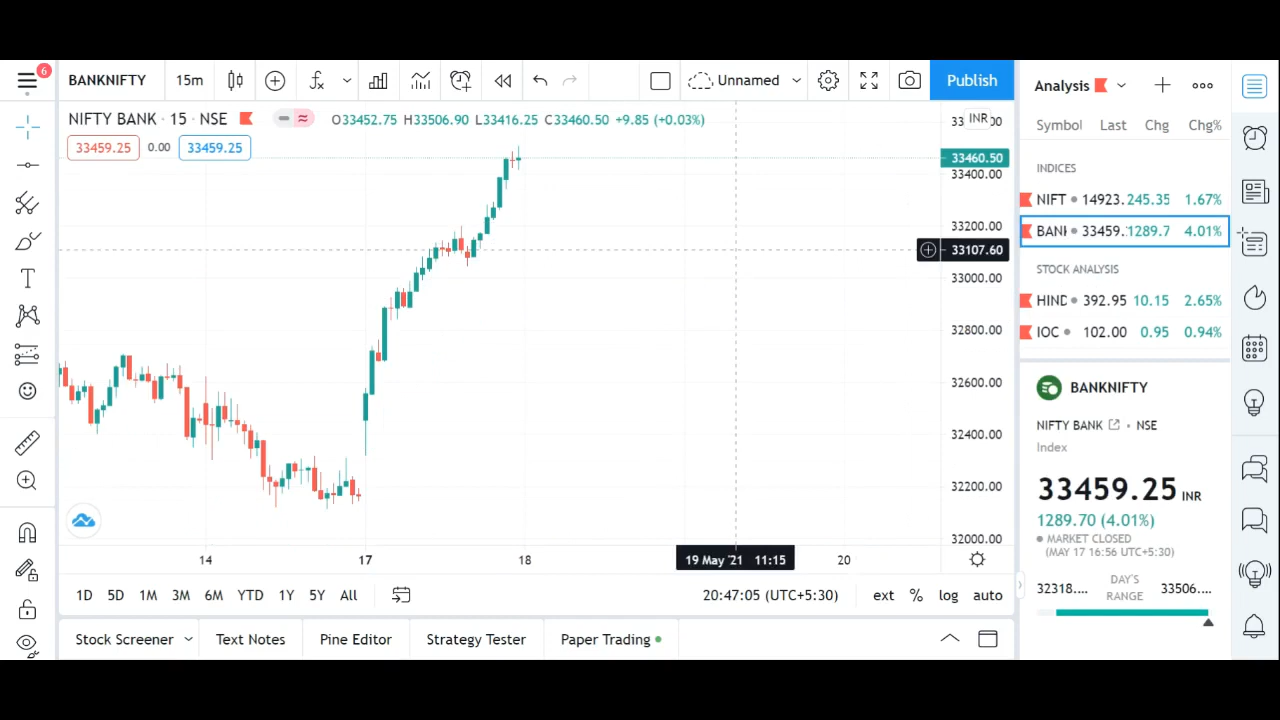 6
BANKNIFTY 15m Unnamed Publish
NIFTY BANK · 15 · NSE O33452.75 H33506.90 L33416.25 C33460.50 +9.85 (+0.03%)
33459.25 0.00 33459.25
INR
33460.50
33400.00
33200.00
33107.60
33000.00
32800.00
32600.00
32400.00
32200.00
32000.00
14 17 18 19 May '21 11:15 20
1D 5D 1M 3M 6M YTD 1Y 5Y All 20:47:05 (UTC+5:30) ext % log auto
Stock Screener Text Notes Pine Editor Strategy Tester Paper Trading
Analysis
Symbol Last Chg Chg%
INDICES
NIFT 14923. 245.35 1.67%
BANI 33459. 1289.7 4.01%
STOCK ANALYSIS
HIND 392.95 10.15 2.65%
IOC 102.00 0.95 0.94%
BANKNIFTY
NIFTY BANK · NSE
Index
33459.25 INR
1289.70 (4.01%)
MARKET CLOSED
(MAY 17 16:56 UTC+5:30)
32318.... DAY'S RANGE 33506....